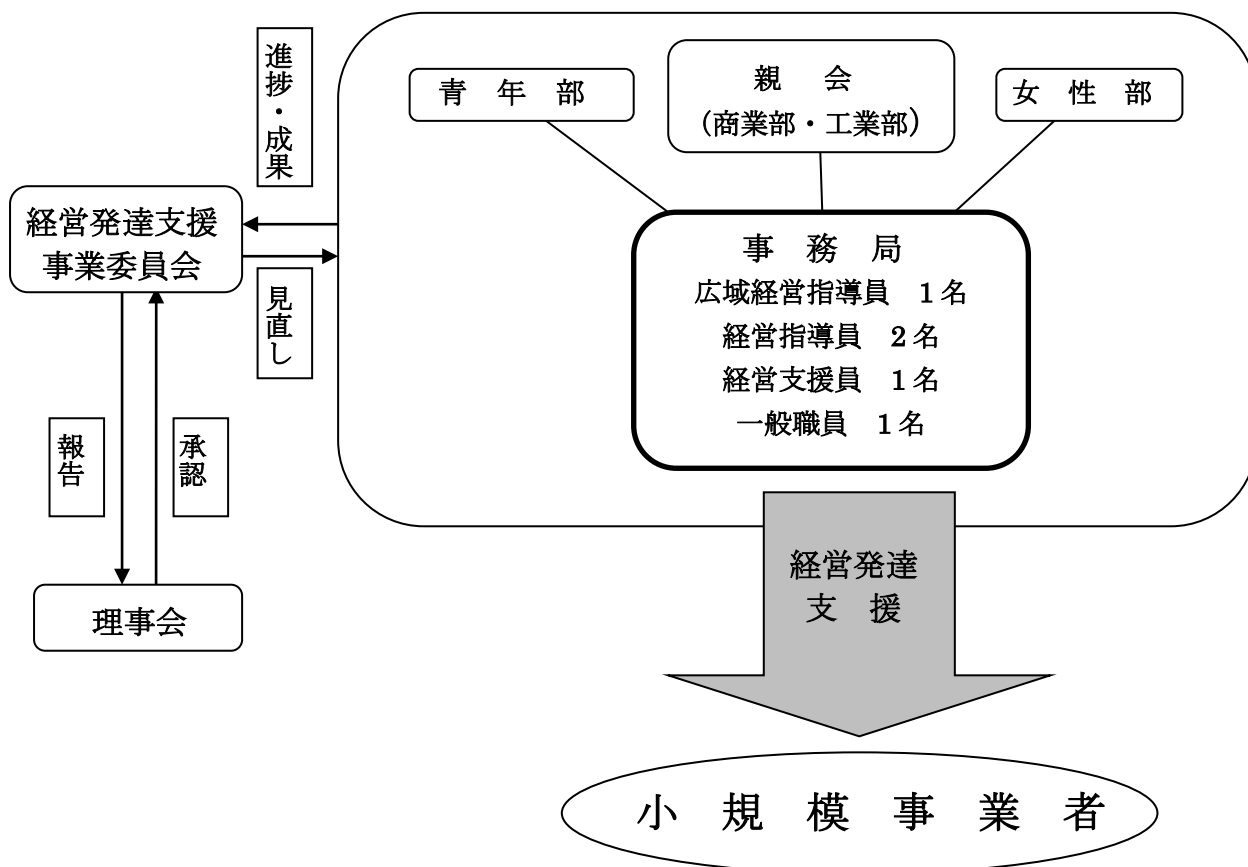 進捗・成果
青　年　部
親　　会
（商業部・工業部）
女　性　部
経営発達支援
事業委員会
見直し
事　務　局
広域経営指導員　1名
経営指導員　2名
経営支援員　1名
一般職員　1名
報告
承認
理事会
経営発達
支　援
小　規　模　事　業　者